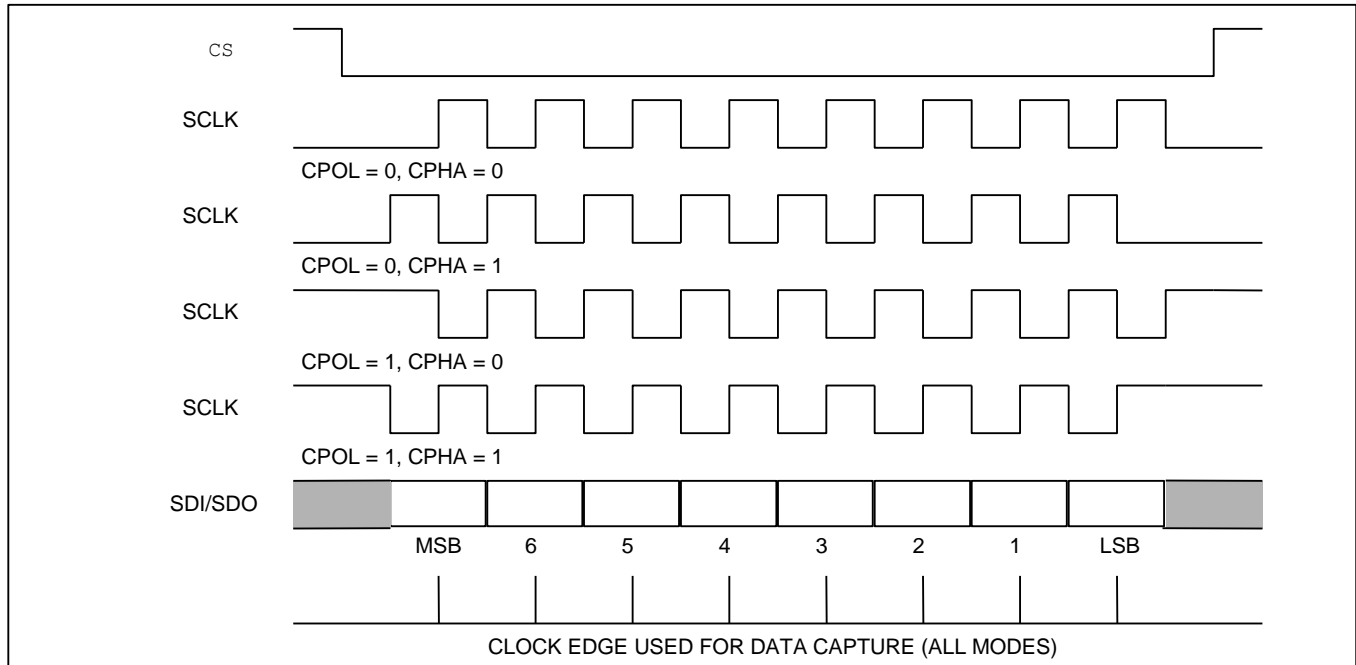 CS
SCLK
CPOL = 0, CPHA = 0
SCLK
CPOL = 0, CPHA = 1
SCLK
CPOL = 1, CPHA = 0
SCLK
CPOL = 1, CPHA = 1
SDI/SDO
MSB 6 5 4 3 2 1 LSB
CLOCK EDGE USED FOR DATA CAPTURE (ALL MODES)